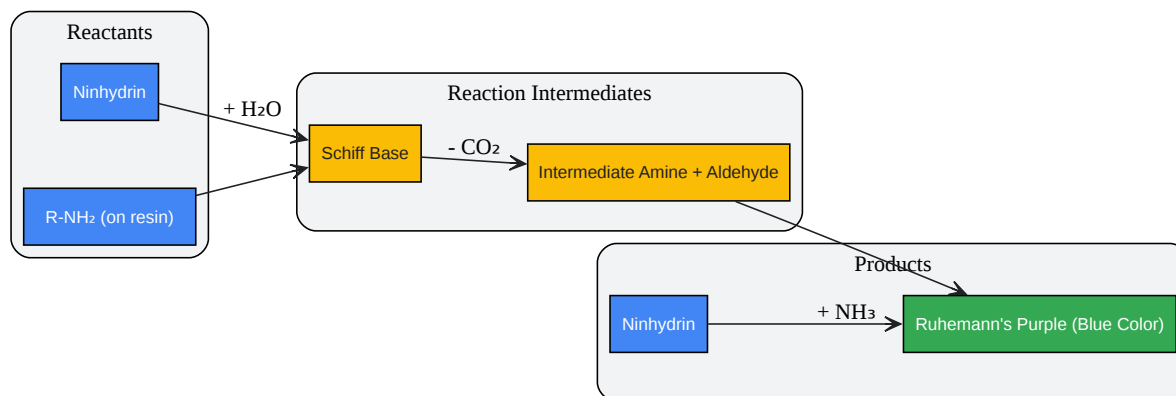 Reactants
Ninhydrin
R-NH₂ (on resin)
+ H₂O
Reaction Intermediates
Schiff Base
- CO₂
Intermediate Amine + Aldehyde
Products
Ninhydrin
+ NH₃
Ruhemann's Purple (Blue Color)